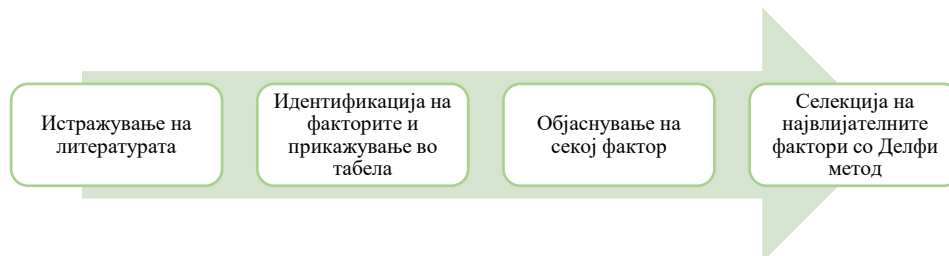 Истражување на
литературата
Идентификација на
факторите и
прикажување во
табела
Објаснување на
секој фактор
Селекција на
највлијателните
фактори со Делфи
метод